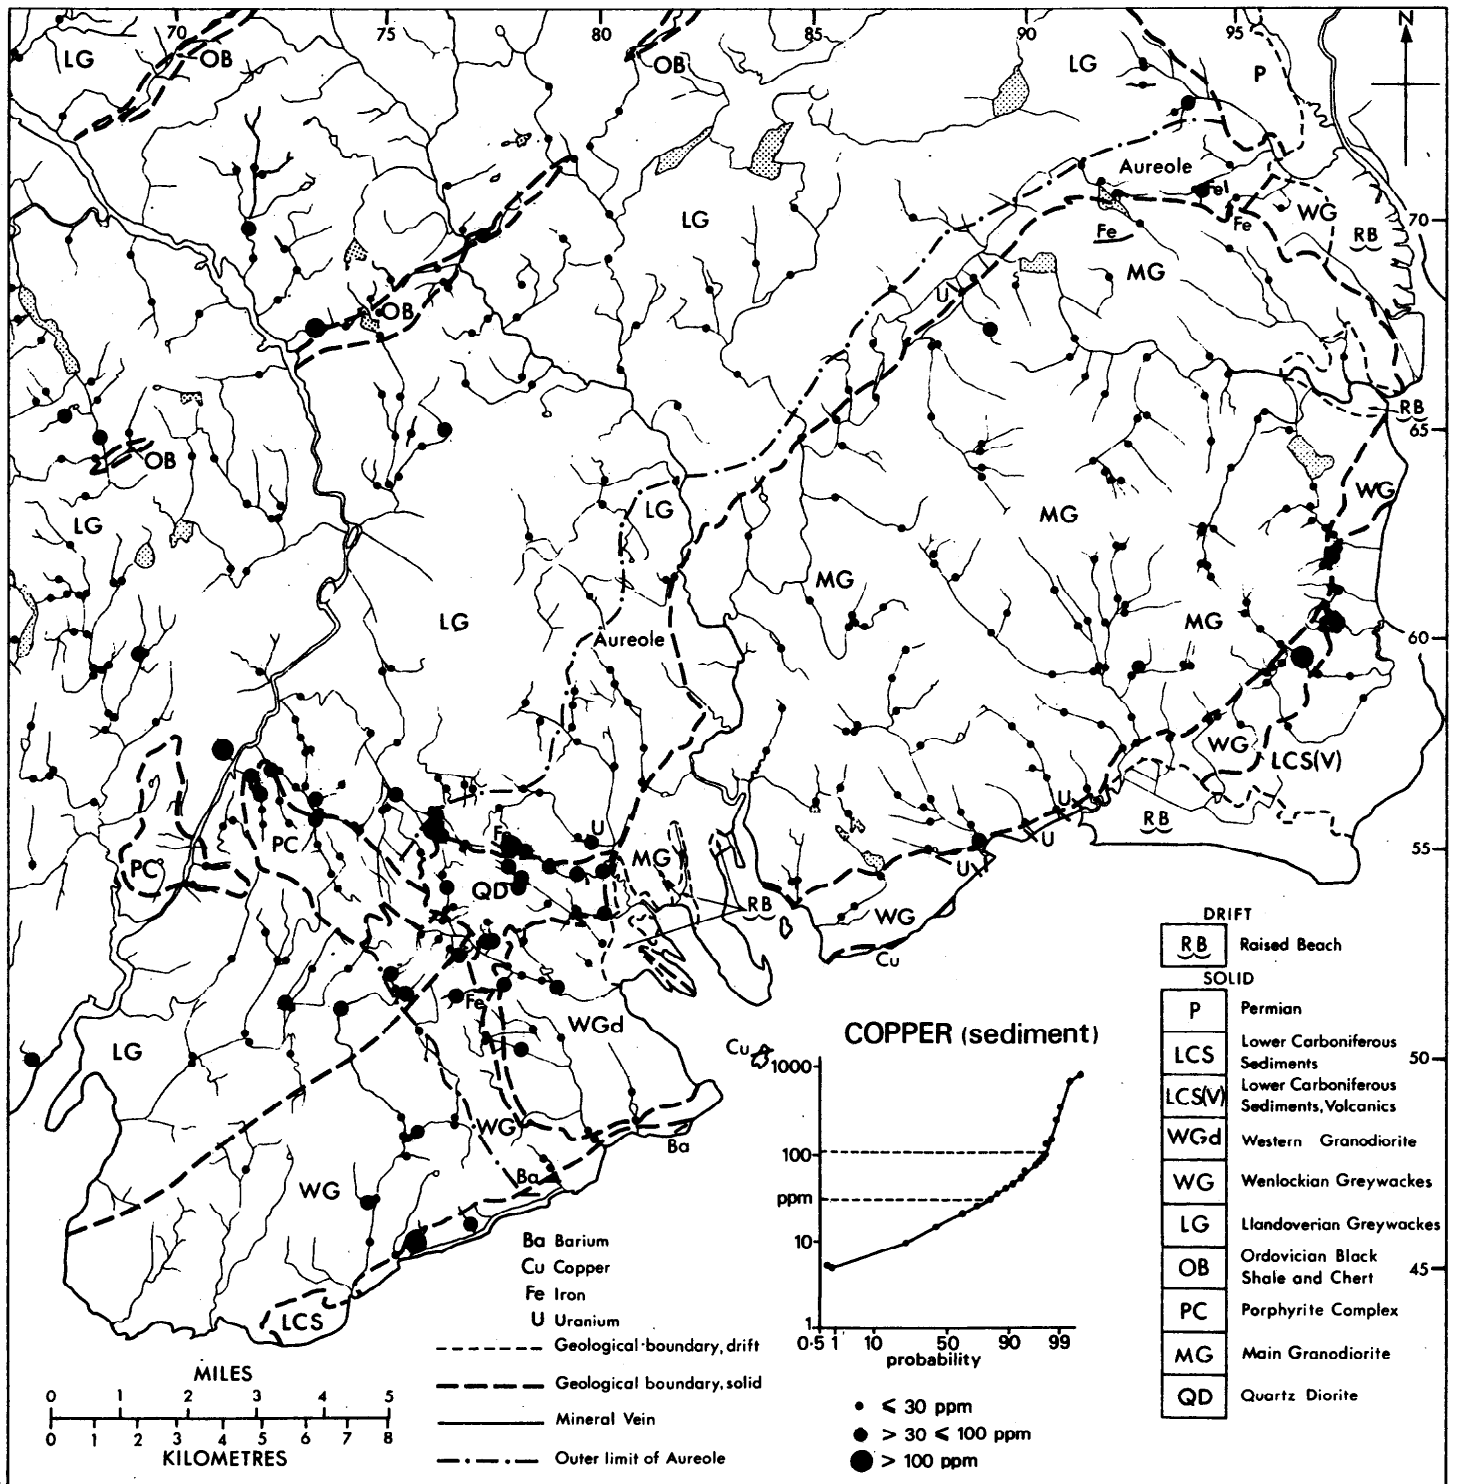 70 75 80 85 90 95 N
LG OB OB LG P
Aureole
LG Fe WG 70
Fe Fe RB
MG
U
OB
RB
65
OB
LG LG WG
MG
MG
LG MG
Aureole 60
WG LCS(V)
U
RB
Fe U U
PC MG 55
PC QD U
RB
WG
Cu
Fe
WGd
LG Cu 50
WG
Ba
Ba
WG
LCS 45
COPPER (sediment)
1000
100
ppm
10
1
0·5 1 10 50 90 99
probability
⩽ 30 ppm
> 30 ⩽ 100 ppm
> 100 ppm
Ba Barium
Cu Copper
Fe Iron
U Uranium
Geological boundary, drift
Geological boundary, solid
Mineral Vein
Outer limit of Aureole
MILES
0 1 2 3 4 5
0 1 2 3 4 5 6 7 8
KILOMETRES
DRIFT
RB Raised Beach
SOLID
P Permian
LCS Lower Carboniferous
Sediments
LCS(V) Lower Carboniferous
Sediments, Volcanics
WGd Western Granodiorite
WG Wenlockian Greywackes
LG Llandoverian Greywackes
OB Ordovician Black
Shale and Chert
PC Porphyrite Complex
MG Main Granodiorite
QD Quartz Diorite